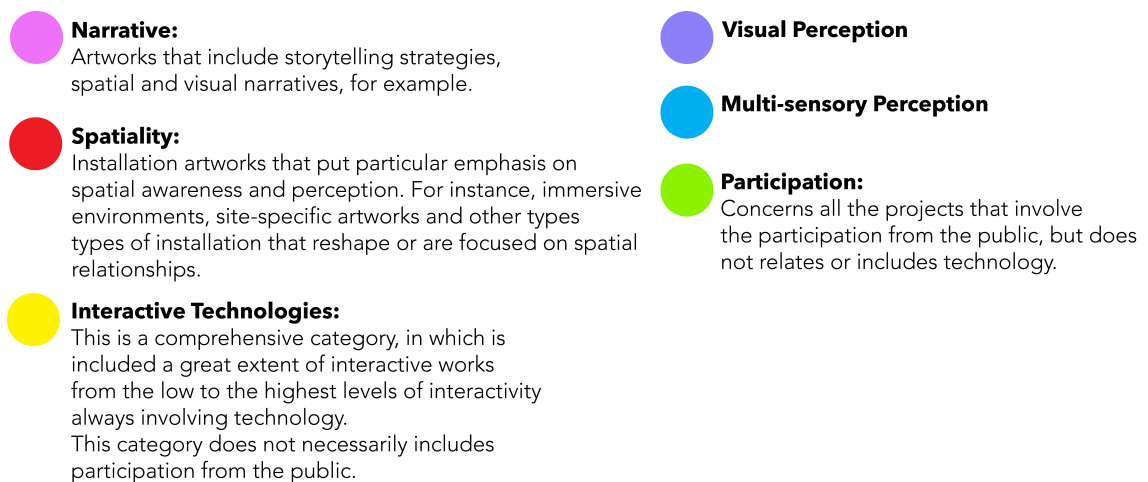 Narrative:
Artworks that include storytelling strategies,
spatial and visual narratives, for example.
Spatiality:
Installation artworks that put particular emphasis on
spatial awareness and perception. For instance, immersive
environments, site-specific artworks and other types
types of installation that reshape or are focused on spatial
relationships.
Interactive Technologies:
This is a comprehensive category, in which is
included a great extent of interactive works
from the low to the highest levels of interactivity
always involving technology.
This category does not necessarily includes
participation from the public.
Visual Perception
Multi-sensory Perception
Participation:
Concerns all the projects that involve
the participation from the public, but does
not relates or includes technology.